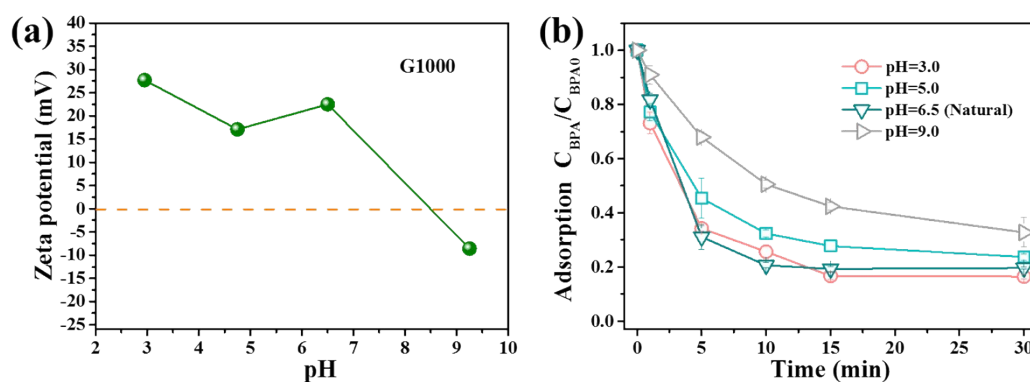 (a)
G1000
Zeta potential (mV)
40
35
30
25
20
15
10
5
0
-5
-10
-15
-20
-25
2 3 4 5 6 7 8 9 10
pH
(b)
pH=3.0
pH=5.0
pH=6.5 (Natural)
pH=9.0
Adsorption C_BPA/C_BPA0
1.0
0.8
0.6
0.4
0.2
0.0
0 5 10 15 20 25 30
Time (min)